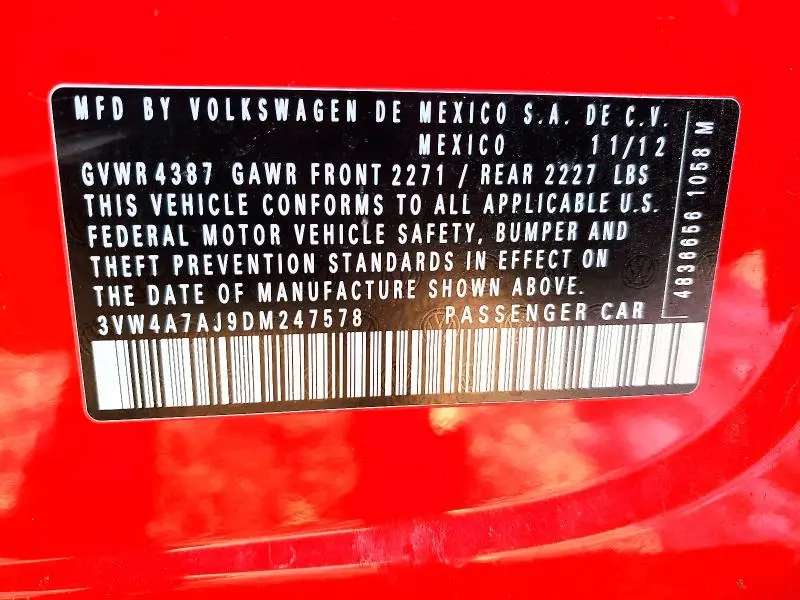 MFD BY VOLKSWAGEN DE MEXICO S.A. DE C.V.
MEXICO 11/12
GVWR 4387 GAWR FRONT 2271 / REAR 2227 LBS
THIS VEHICLE CONFORMS TO ALL APPLICABLE U.S.
FEDERAL MOTOR VEHICLE SAFETY, BUMPER AND
THEFT PREVENTION STANDARDS IN EFFECT ON
THE DATE OF MANUFACTURE SHOWN ABOVE.
3VW4A7AJ9DM247578 PASSENGER CAR
4836656 1058 M